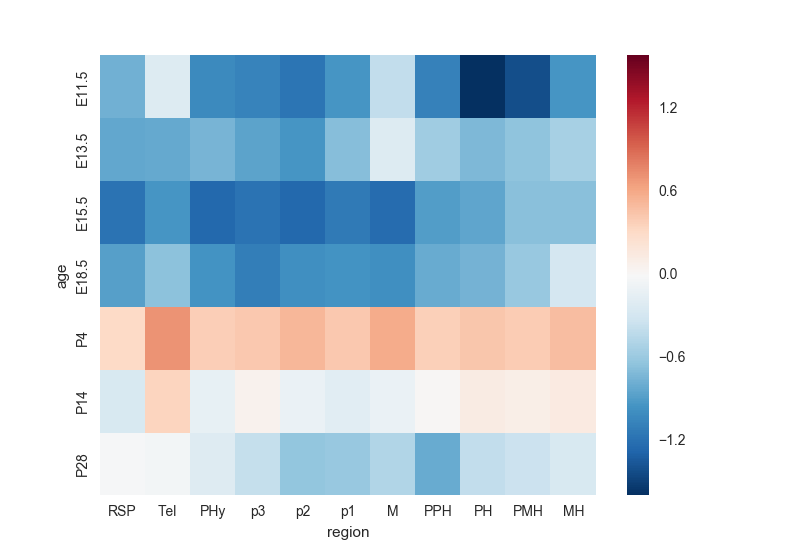 age
E11.5
E13.5
E15.5
E18.5
P4
P14
P28
RSP Tel PHy p3 p2 p1 M PPH PH PMH MH
region
1.2
0.6
0.0
−0.6
−1.2